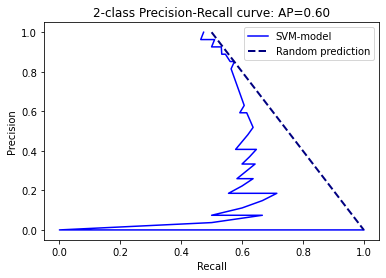 2-class Precision-Recall curve: AP=0.60
SVM-model
Random prediction
1.0
0.8
0.6
0.4
0.2
0.0
Precision
0.0 0.2 0.4 0.6 0.8 1.0
Recall